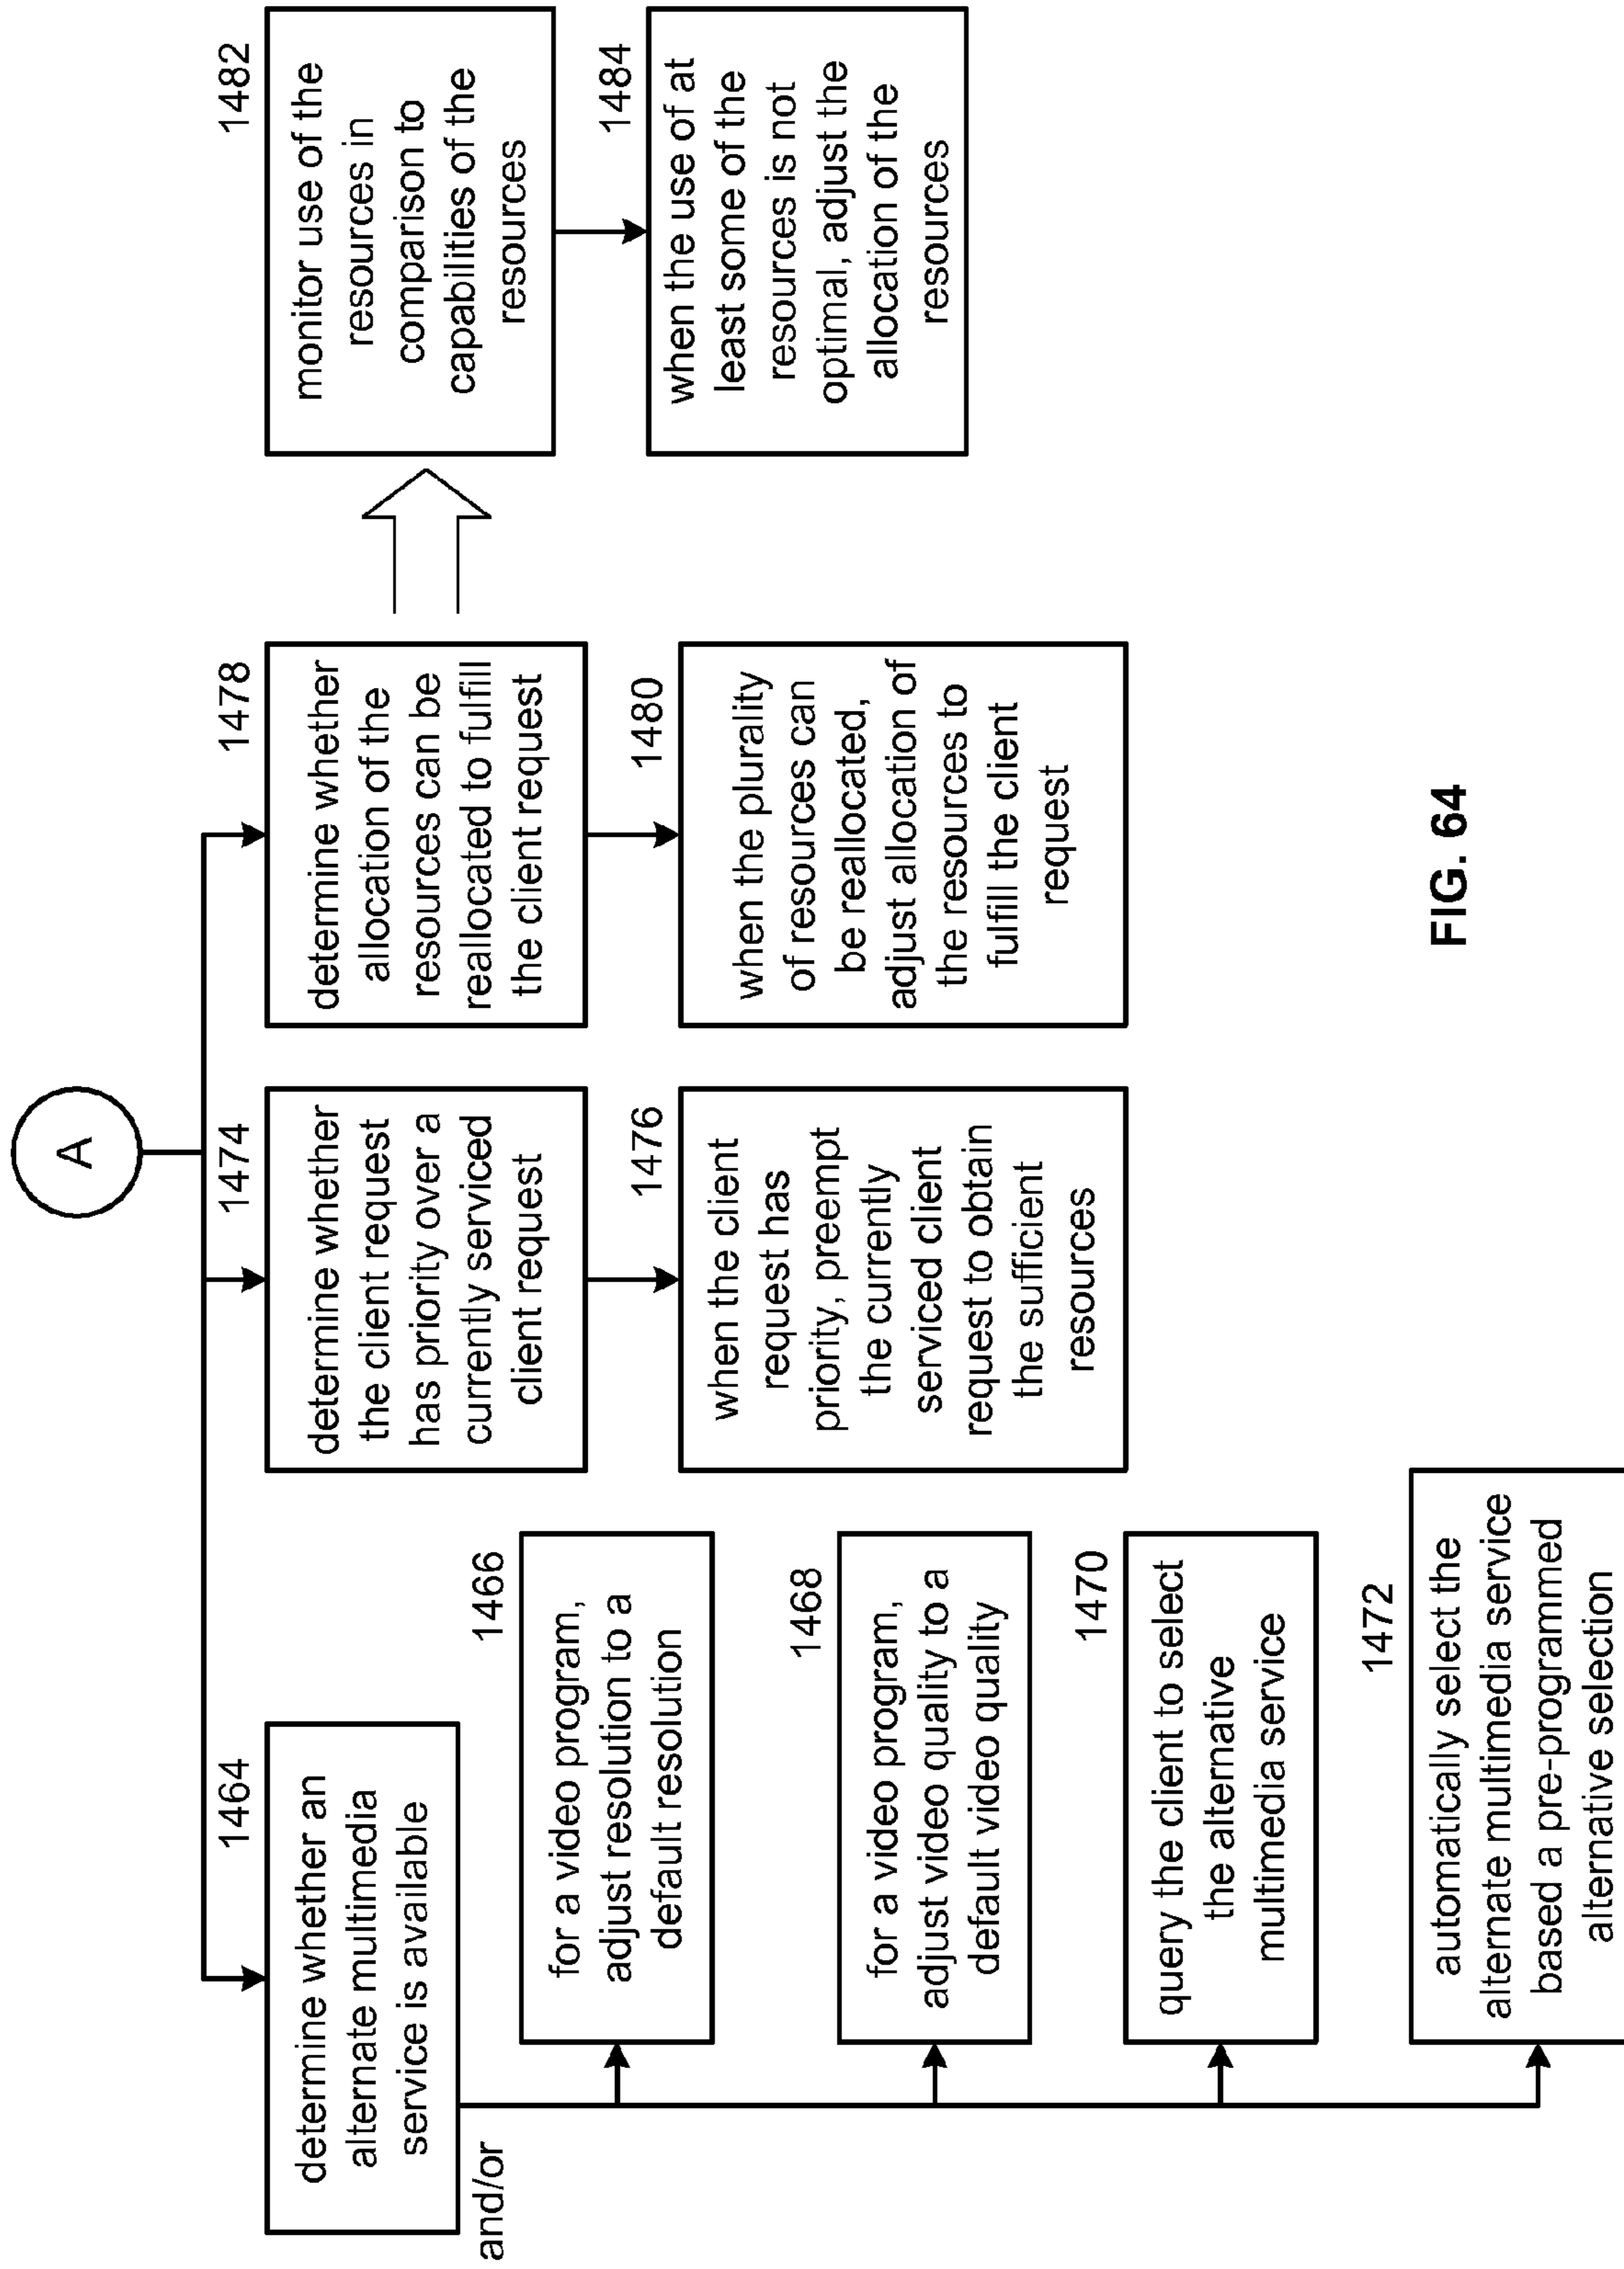 A
1464
determine whether an
alternate multimedia
service is available
and/or
1466
for a video program,
adjust resolution to a
default resolution
1468
for a video program,
adjust video quality to a
default video quality
1470
query the client to select
the alternative
multimedia service
1472
automatically select the
alternate multimedia service
based a pre-programmed
alternative selection
1474
determine whether
the client request
has priority over a
currently serviced
client request
1476
when the client
request has
priority, preempt
the currently
serviced client
request to obtain
the sufficient
resources
1478
determine whether
allocation of the
resources can be
reallocated to fulfill
the client request
1480
when the plurality
of resources can
be reallocated,
adjust allocation of
the resources to
fulfill the client
request
1482
monitor use of the
resources in
comparison to
capabilities of the
resources
1484
when the use of at
least some of the
resources is not
optimal, adjust the
allocation of the
resources
FIG. 64